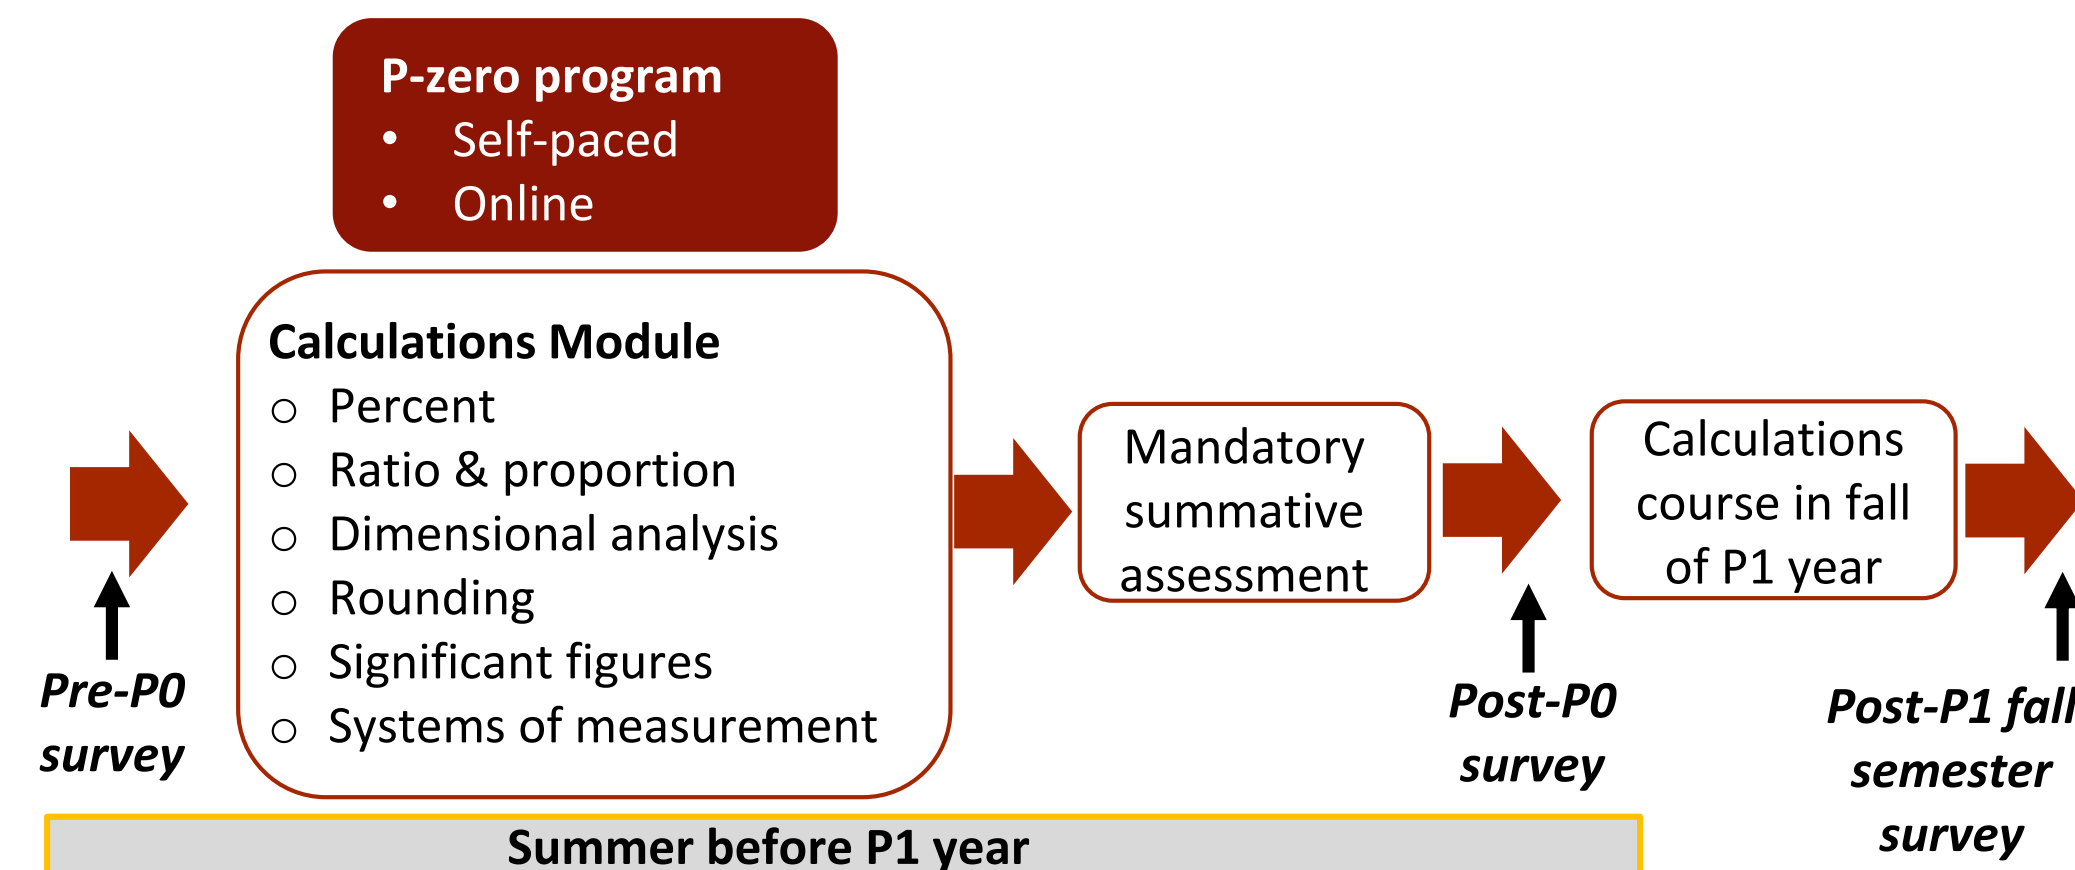 P-zero program
• Self-paced
• Online
Calculations Module
o Percent
o Ratio & proportion
o Dimensional analysis
o Rounding
o Significant figures
o Systems of measurement
Mandatory
summative
assessment
Calculations
course in fall
of P1 year
Pre-P0
survey
Post-P0
survey
Post-P1 fall
semester
survey
Summer before P1 year